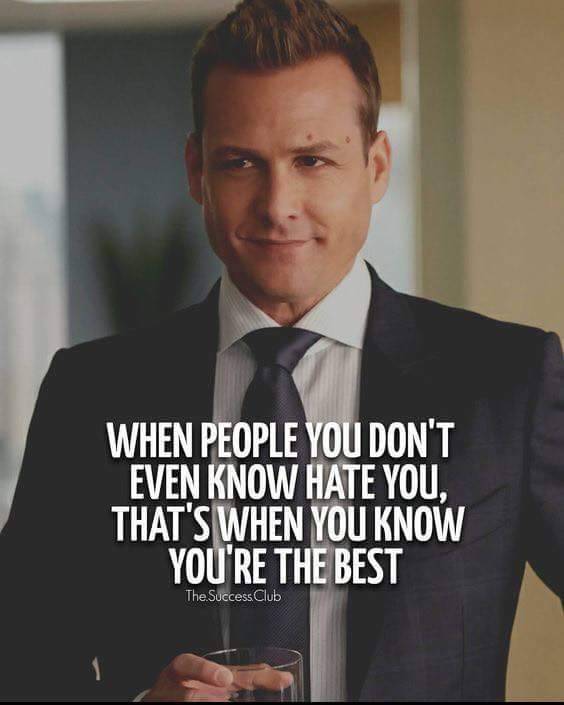 WHEN PEOPLE YOU DON'T
EVEN KNOW HATE YOU,
THAT'S WHEN YOU KNOW
YOU'RE THE BEST
The.Success.Club